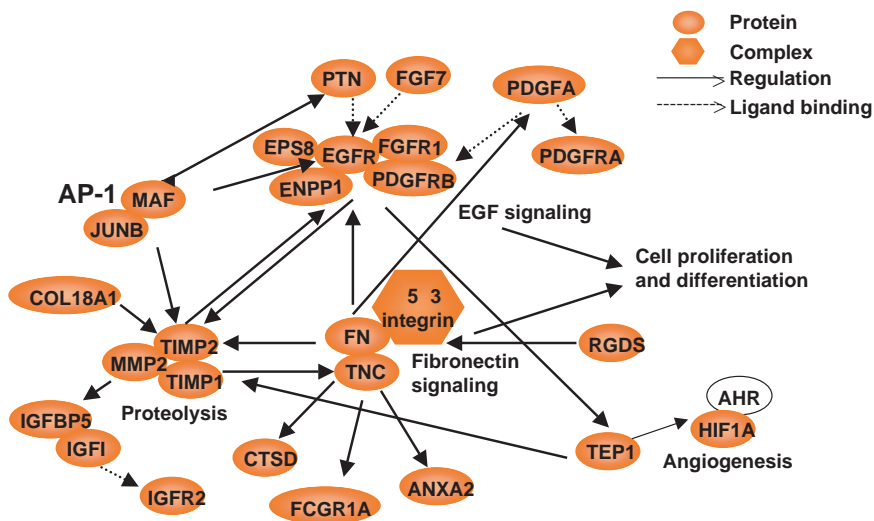 Protein
Complex
Regulation
Ligand binding
PTN
FGF7
PDGFA
EPS8
EGFR
FGFR1
PDGFRA
ENPP1
PDGFRB
AP-1
MAF
JUNB
EGF signaling
Cell proliferation
and differentiation
COL18A1
5 3
integrin
FN
TIMP2
RGDS
MMP2
Fibronectin
signaling
TNC
TIMP1
AHR
Proteolysis
IGFBP5
HIF1A
IGFI
CTSD
TEP1
Angiogenesis
IGFR2
ANXA2
FCGR1A